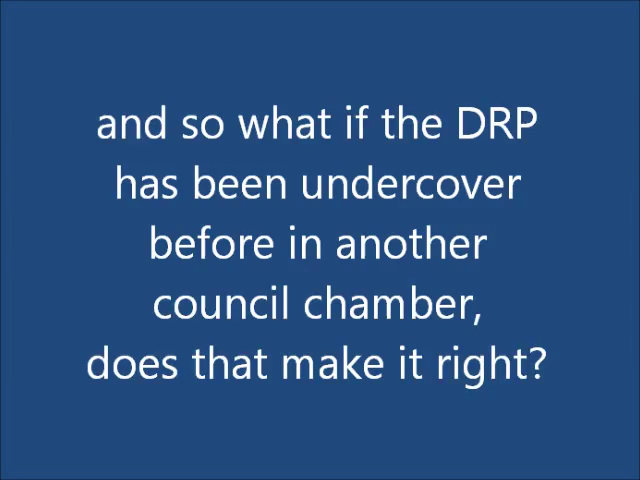 and so what if the DRP
has been undercover
before in another
council chamber,
does that make it right?